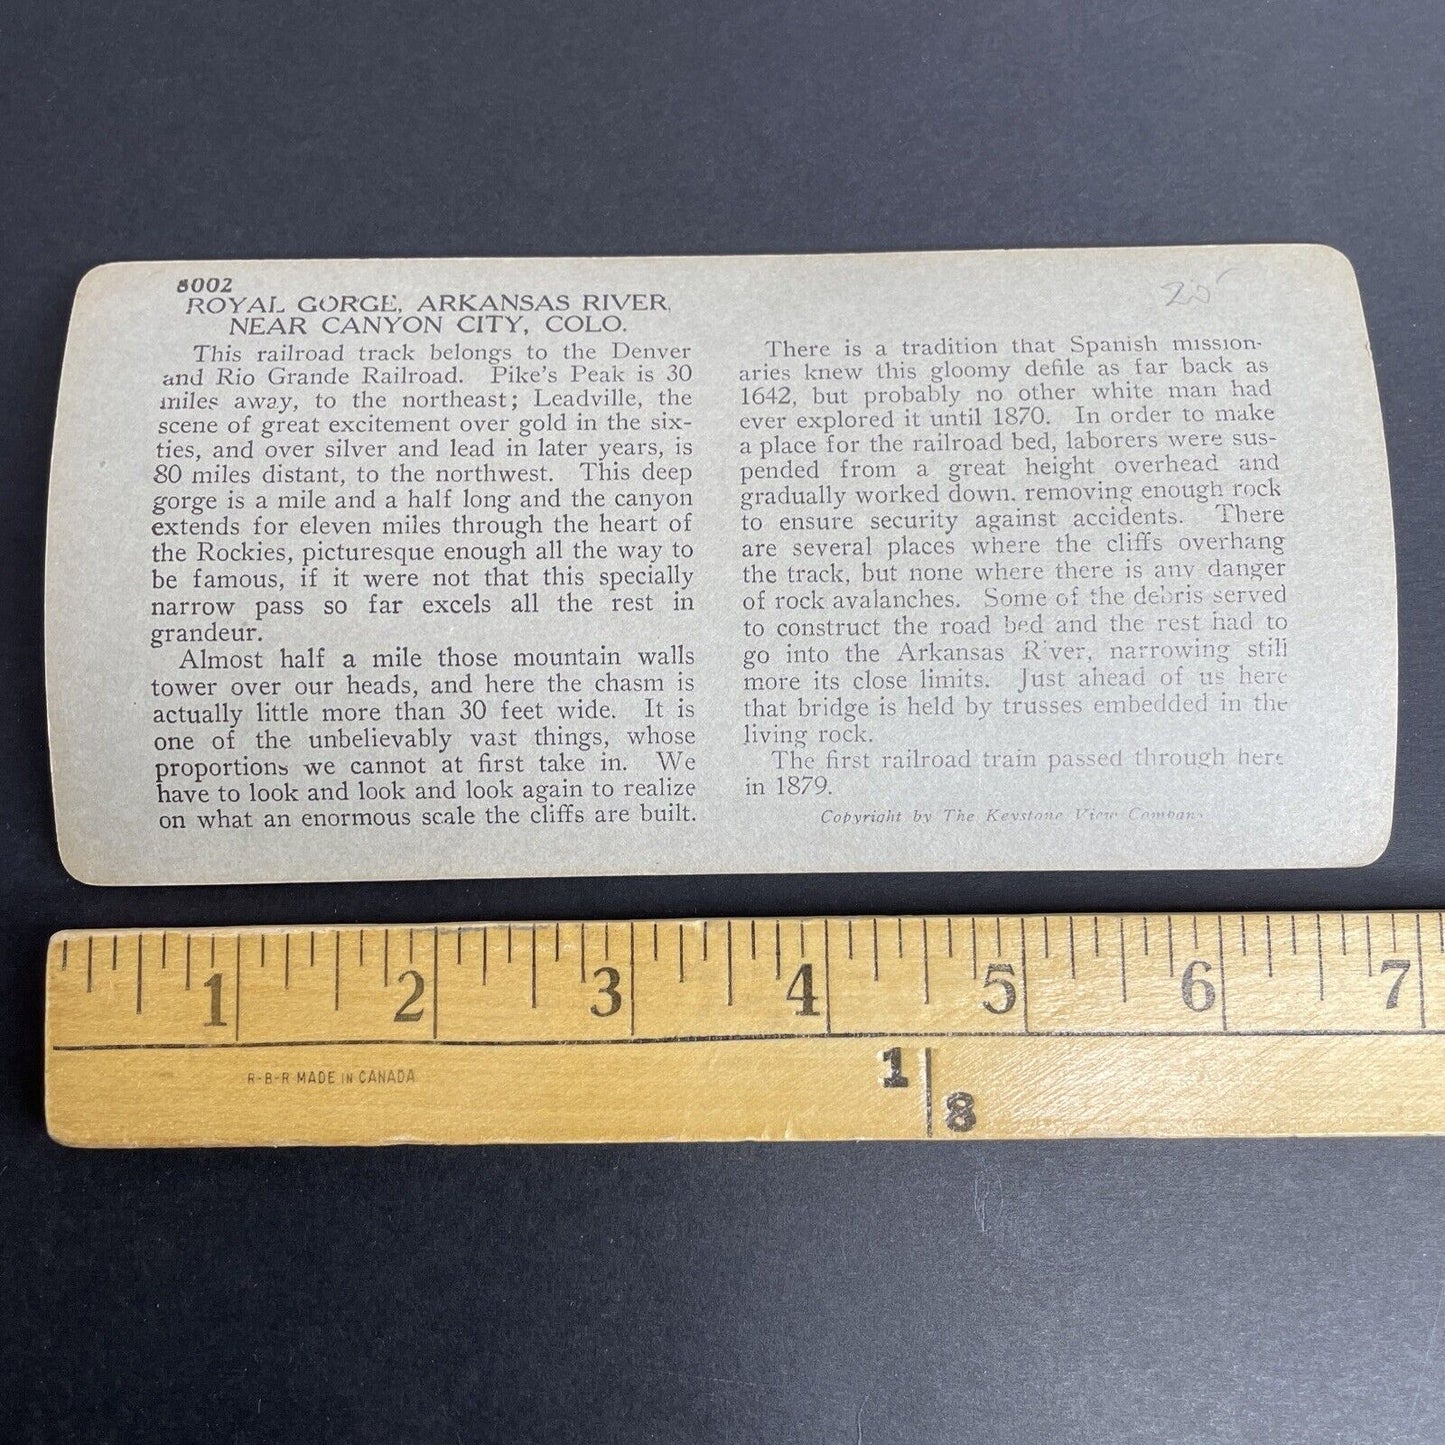 8002
ROYAL GORGE, ARKANSAS RIVER,
NEAR CANYON CITY, COLO.
This railroad track belongs to the Denver
and Rio Grande Railroad. Pike's Peak is 30
miles away, to the northeast; Leadville, the
scene of great excitement over gold in the six-
ties, and over silver and lead in later years, is
80 miles distant, to the northwest. This deep
gorge is a mile and a half long and the canyon
extends for eleven miles through the heart of
the Rockies, picturesque enough all the way to
be famous, if it were not that this specially
narrow pass so far excels all the rest in
grandeur.
Almost half a mile those mountain walls
tower over our heads, and here the chasm is
actually little more than 30 feet wide. It is
one of the unbelievably vast things, whose
proportions we cannot at first take in. We
have to look and look and look again to realize
on what an enormous scale the cliffs are built.
20
There is a tradition that Spanish mission-
aries knew this gloomy defile as far back as
1642, but probably no other white man had
ever explored it until 1870. In order to make
a place for the railroad bed, laborers were sus-
pended from a great height overhead and
gradually worked down, removing enough rock
to ensure security against accidents. There
are several places where the cliffs overhang
the track, but none where there is any danger
of rock avalanches. Some of the debris served
to construct the road bed and the rest had to
go into the Arkansas River, narrowing still
more its close limits. Just ahead of us here
that bridge is held by trusses embedded in the
living rock.
The first railroad train passed through here
in 1879.
Copyright by The Keystone View Company
1 2 3 4 5 6 7
R-B-R MADE IN CANADA
1 8